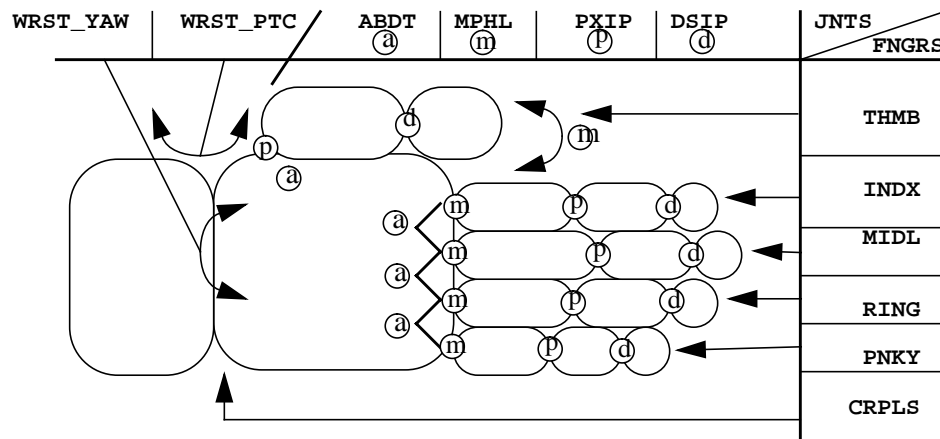 WRST_YAW WRST_PTC ABDT MPHL PXIP DSIP JNTS
a m p d FNGRS
d m THMB
p
a
INDX
m p d
a MIDL
m p d
a
m p d RING
a
m p d PNKY
CRPLS